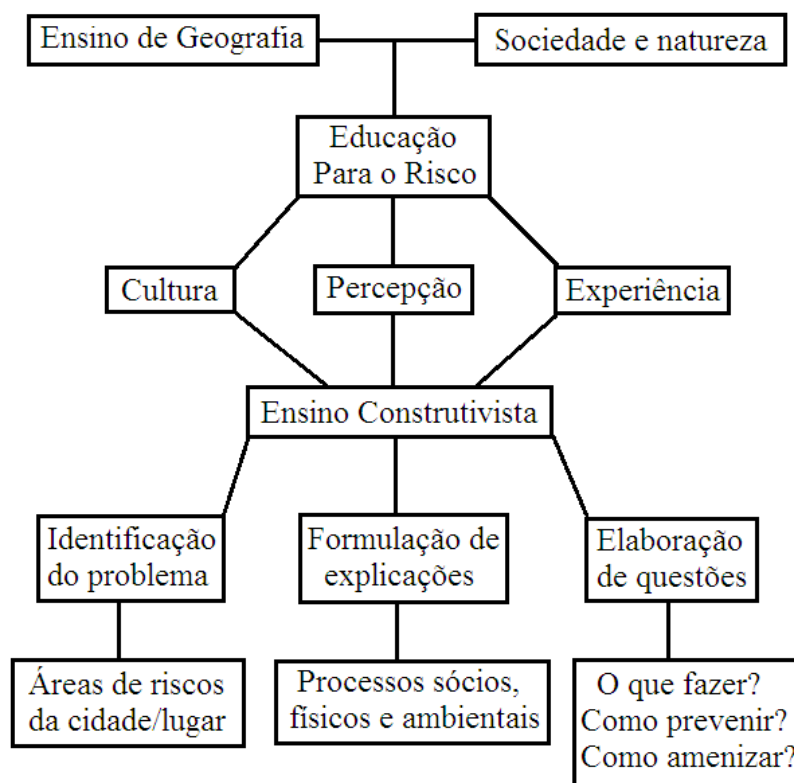 Ensino de Geografia
Sociedade e natureza
Educação
Para o Risco
Cultura
Percepção
Experiência
Ensino Construtivista
Identificação
do problema
Formulação de
explicações
Elaboração
de questões
Áreas de riscos
da cidade/lugar
Processos sócios,
físicos e ambientais
O que fazer?
Como prevenir?
Como amenizar?